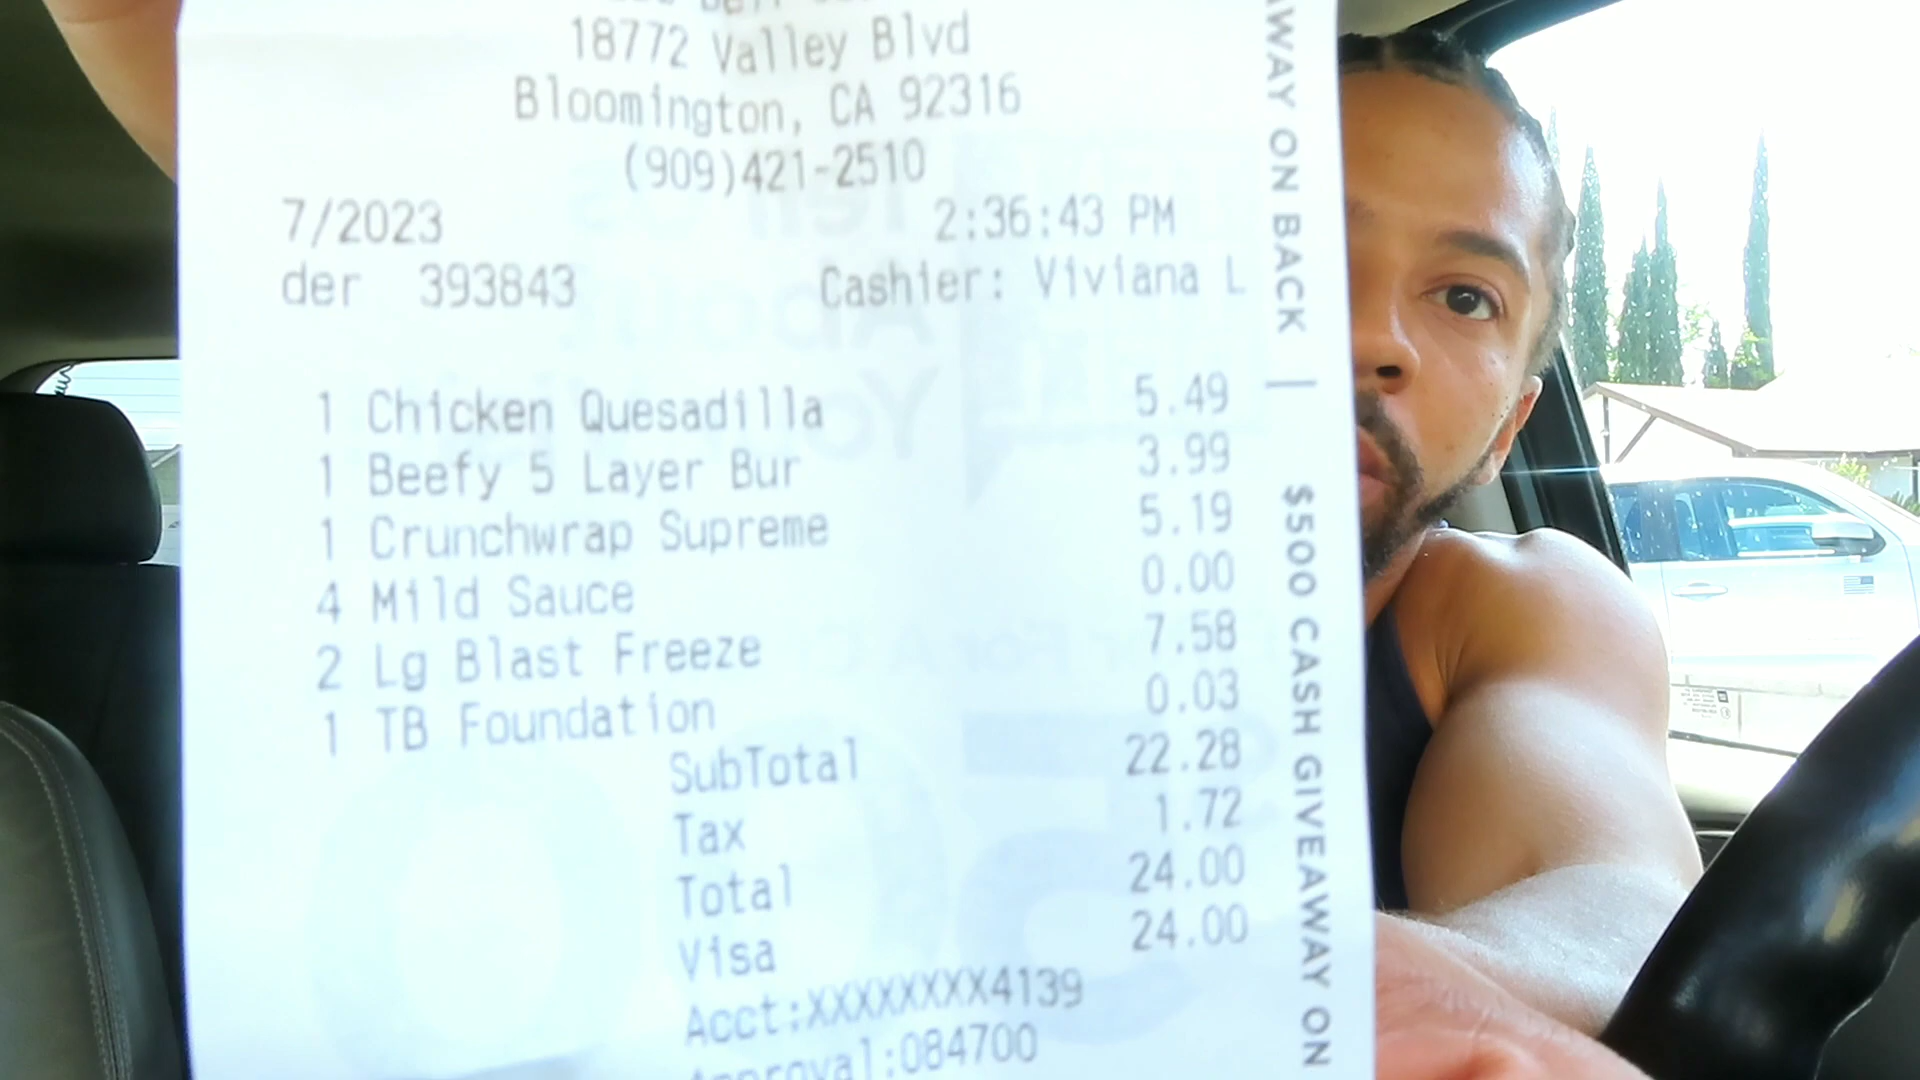 18772 Valley Blvd
Bloomington, CA 92316
(909)421-2510
7/2023 2:36:43 PM
der 393843 Cashier: Viviana L
1 Chicken Quesadilla 5.49
1 Beefy 5 Layer Bur 3.99
1 Crunchwrap Supreme 5.19
4 Mild Sauce 0.00
2 Lg Blast Freeze 7.58
1 TB Foundation 0.03
SubTotal 22.28
Tax 1.72
Total 24.00
Visa 24.00
Acct:XXXXXXXX4139
Approval:084700
AWAY ON BACK | $500 CASH GIVEAWAY ON